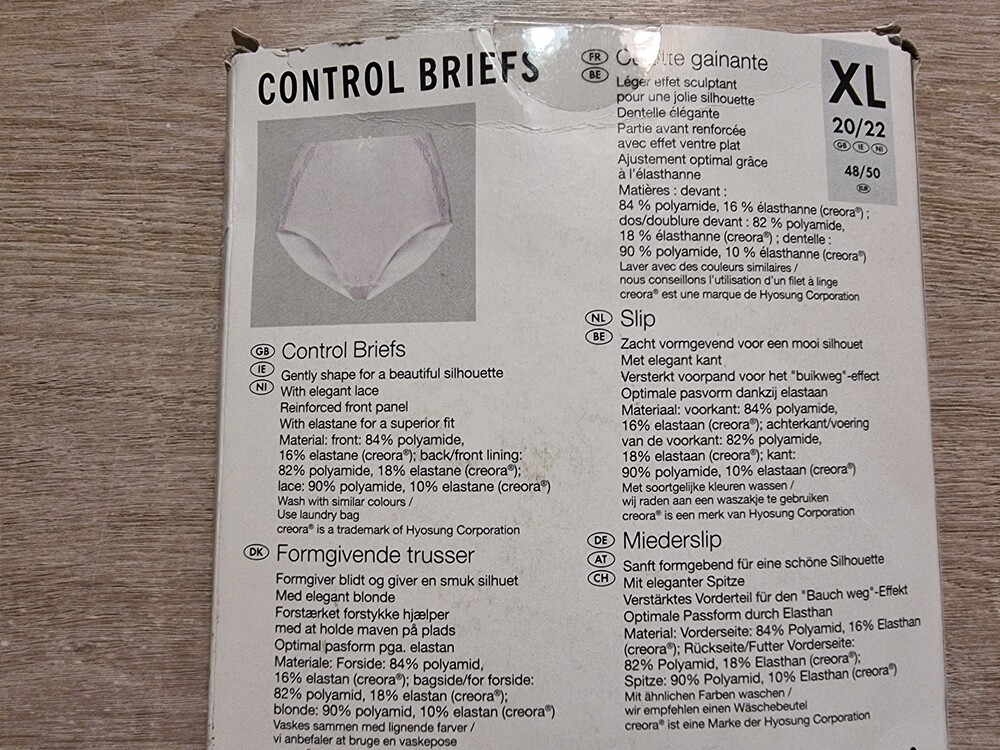 CONTROL BRIEFS
GB IE NI Control Briefs
Gently shape for a beautiful silhouette
With elegant lace
Reinforced front panel
With elastane for a superior fit
Material: front: 84% polyamide,
16% elastane (creora®); back/front lining:
82% polyamide, 18% elastane (creora®);
lace: 90% polyamide, 10% elastane (creora®)
Wash with similar colours /
Use laundry bag
creora® is a trademark of Hyosung Corporation
DK Formgivende trusser
Formgiver blidt og giver en smuk silhuet
Med elegant blonde
Forstærket forstykke hjælper
med at holde maven på plads
Optimal pasform pga. elastan
Materiale: Forside: 84% polyamid,
16% elastan (creora®); bagside/for forside:
82% polyamid, 18% elastan (creora®);
blonde: 90% polyamid, 10% elastan (creora®)
Vaskes sammen med lignende farver /
vi anbefaler at bruge en vaskepose
FR BE gainante
Léger effet sculptant
pour une jolie silhouette
Dentelle élégante
Partie avant renforcée
avec effet ventre plat
Ajustement optimal grâce
à l'élasthanne
Matières : devant :
84 % polyamide, 16 % élasthanne (creora®) ;
dos/doublure devant : 82 % polyamide,
18 % élasthanne (creora®) ; dentelle :
90 % polyamide, 10 % élasthanne (creora®)
Laver avec des couleurs similaires /
nous conseillons l'utilisation d'un filet à linge
creora® est une marque de Hyosung Corporation
XL
20/22
GB IE NI
48/50
EUR
NL BE Slip
Zacht vormgevend voor een mooi silhouet
Met elegant kant
Versterkt voorpand voor het "buikweg"-effect
Optimale pasvorm dankzij elastaan
Materiaal: voorkant: 84% polyamide,
16% elastaan (creora®); achterkant/voering
van de voorkant: 82% polyamide,
18% elastaan (creora®); kant:
90% polyamide, 10% elastaan (creora®)
Met soortgelijke kleuren wassen /
wij raden aan een waszakje te gebruiken
creora® is een merk van Hyosung Corporation
DE AT CH Miederslip
Sanft formgebend für eine schöne Silhouette
Mit eleganter Spitze
Verstärktes Vorderteil für den "Bauch weg"-Effekt
Optimale Passform durch Elasthan
Material: Vorderseite: 84% Polyamid, 16% Elasthan
(creora®); Rückseite/Futter Vorderseite:
82% Polyamid, 18% Elasthan (creora®);
Spitze: 90% Polyamid, 10% Elasthan (creora®)
Mit ähnlichen Farben waschen /
wir empfehlen einen Wäschebeutel
creora® ist eine Marke der Hyosung Corporation